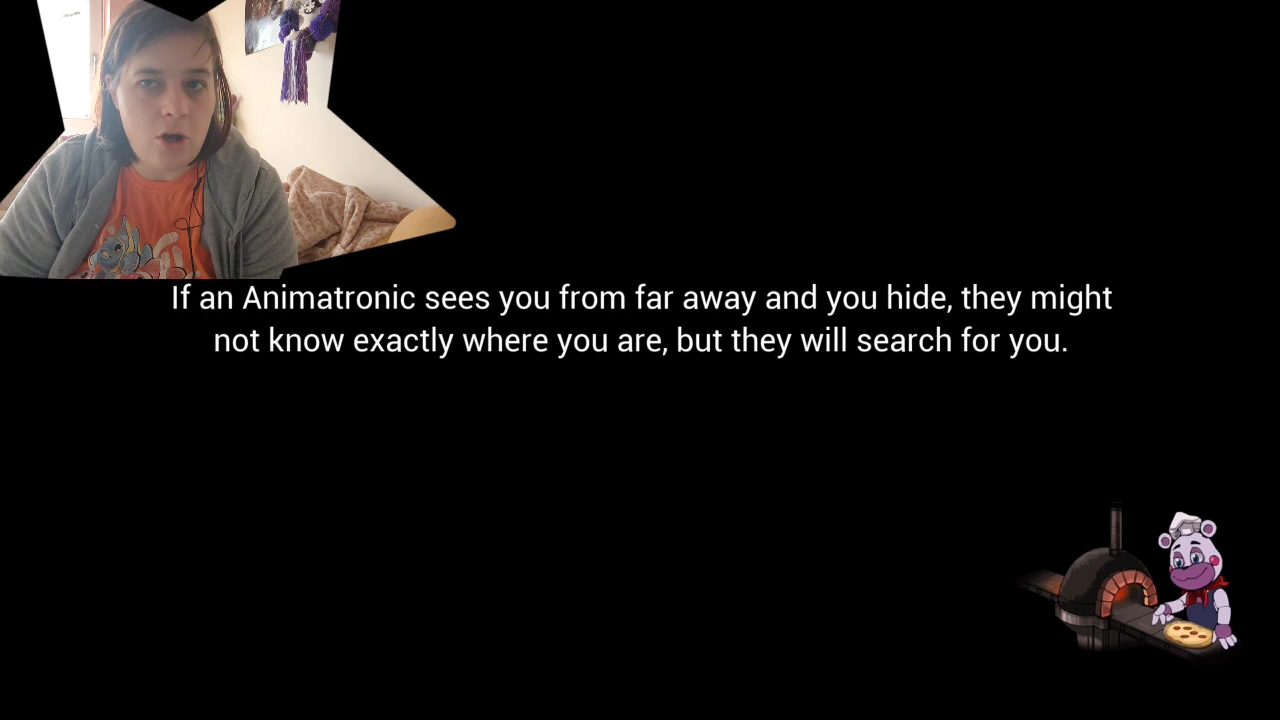 If an Animatronic sees you from far away and you hide, they might
not know exactly where you are, but they will search for you.